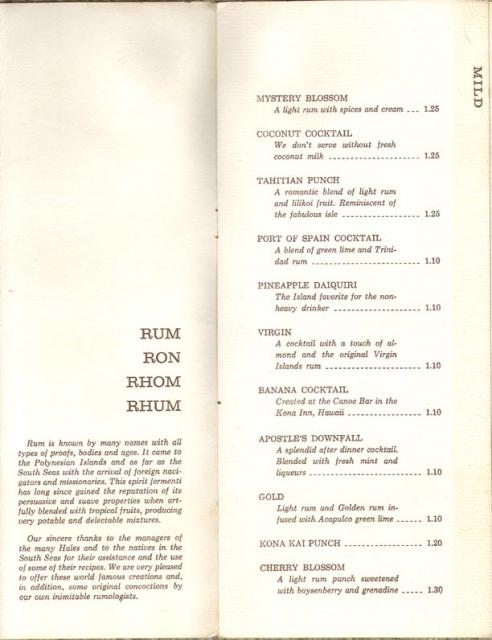 RUM
RON
RHOM
RHUM
Rum is known by many names with all
types of proofs, bodies and ages. It came to
the Polynesian Islands and as far as the
South Seas with the arrival of foreign navi-
gators and missionaries. This spirit fermenti
has long since gained the reputation of its
persuasive and suave properties when art-
fully blended with tropical fruits, producing
very potable and delectable mixtures.
Our sincere thanks to the managers of
the many Hales and to the natives in the
South Seas for their assistance and the use
of some of their recipes. We are very pleased
to offer these world famous creations and,
in addition, some original concoctions by
our own inimitable rumologists.
MILD
MYSTERY BLOSSOM
A light rum with spices and cream --- 1.25
COCONUT COCKTAIL
We don't serve without fresh
coconut milk -------------------- 1.25
TAHITIAN PUNCH
A romantic blend of light rum
and lilikoi fruit. Reminiscent of
the fabulous isle ----------------- 1.25
PORT OF SPAIN COCKTAIL
A blend of green lime and Trini-
dad rum ------------------------ 1.10
PINEAPPLE DAIQUIRI
The Island favorite for the non-
heavy drinker ------------------- 1.10
VIRGIN
A cocktail with a touch of al-
mond and the original Virgin
Islands rum --------------------- 1.10
BANANA COCKTAIL
Created at the Canoe Bar in the
Kona Inn, Hawaii ---------------- 1.10
APOSTLE'S DOWNFALL
A splendid after dinner cocktail.
Blended with fresh mint and
liqueurs ------------------------- 1.10
GOLD
Light rum and Golden rum in-
fused with Acapulco green lime ------ 1.10
KONA KAI PUNCH ----------------- 1.20
CHERRY BLOSSOM
A light rum punch sweetened
with boysenberry and grenadine ----- 1.30